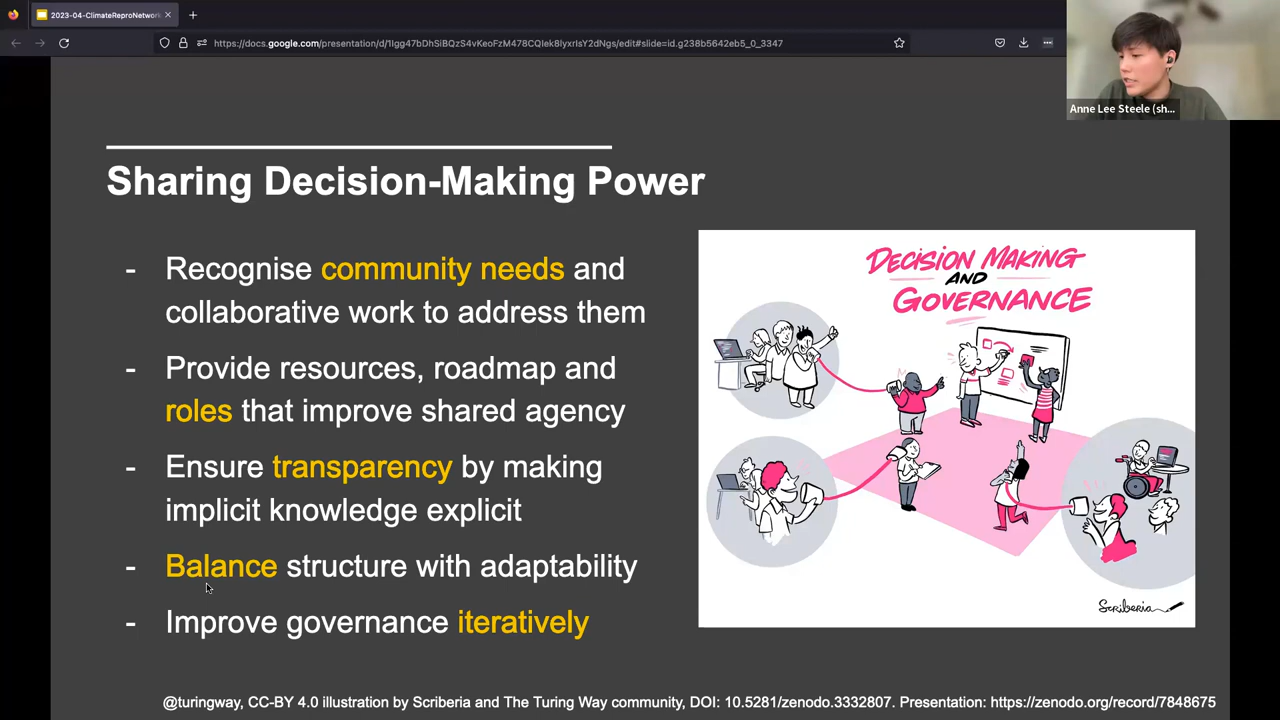 2023-04-ClimateReproNetwork
https://docs.google.com/presentation/d/1Igg47bDhSiBQzS4vKeoFzM478CQIek8lyxrIsY2dNgs/edit#slide=id.g238b5642eb5_0_3347
Anne Lee Steele (sh...
Sharing Decision-Making Power
- Recognise community needs and
collaborative work to address them
- Provide resources, roadmap and
roles that improve shared agency
- Ensure transparency by making
implicit knowledge explicit
- Balance structure with adaptability
- Improve governance iteratively
DECISION MAKING
AND
GOVERNANCE
Scriberia
@turingway, CC-BY 4.0 illustration by Scriberia and The Turing Way community, DOI: 10.5281/zenodo.3332807. Presentation: https://zenodo.org/record/7848675